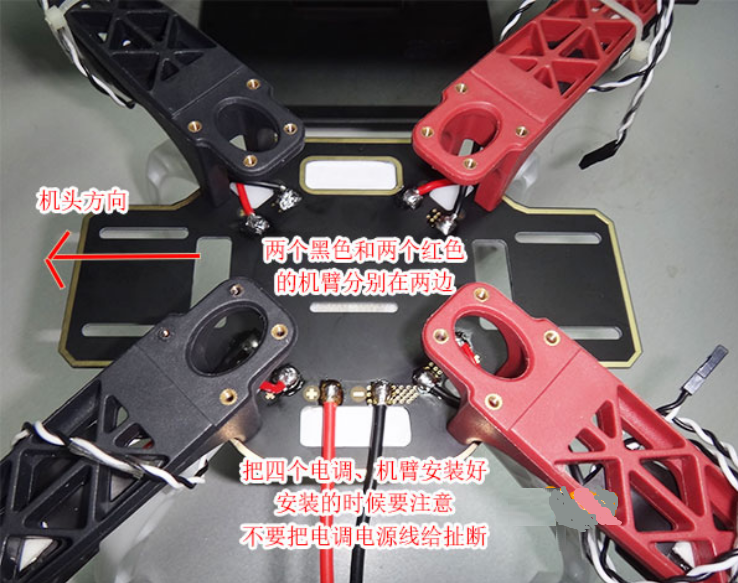 机头方向
两个黑色和两个红色
的机臂分别在两边
把四个电调、机臂安装好
安装的时候要注意
不要把电调电源线给扯断